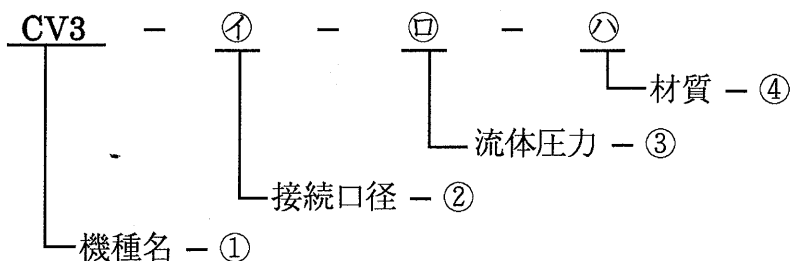 CV3 － ㋑ － ㋺ － ㋩
材質 － ④
流体圧力 － ③
接続口径 － ②
機種名 － ①